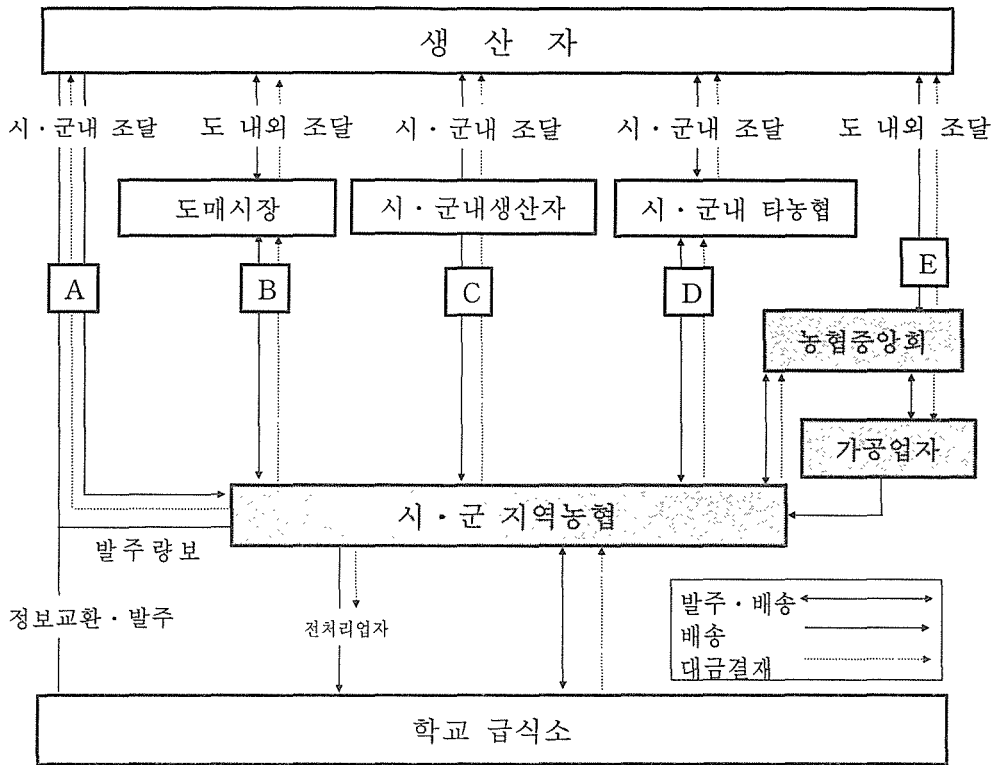 생 산 자
시·군내 조달
도 내외 조달
시·군내 조달
시·군내 조달
도 내외 조달
도매시장
시·군내생산자
시·군내 타농협
A
B
C
D
E
농협중앙회
가공업자
시·군 지역농협
발주량보
정보교환·발주
전처리업자
발주·배송
배송
대금결재
학교 급식소